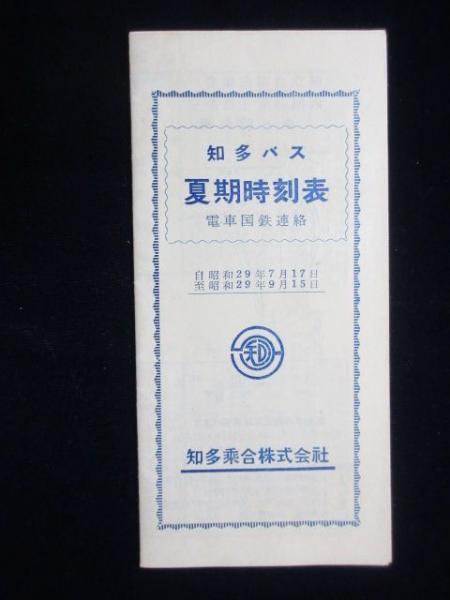 知多バス
夏期時刻表
電車国鉄連絡
自昭和29年7月17日
至昭和29年9月15日
知
知多乗合株式会社